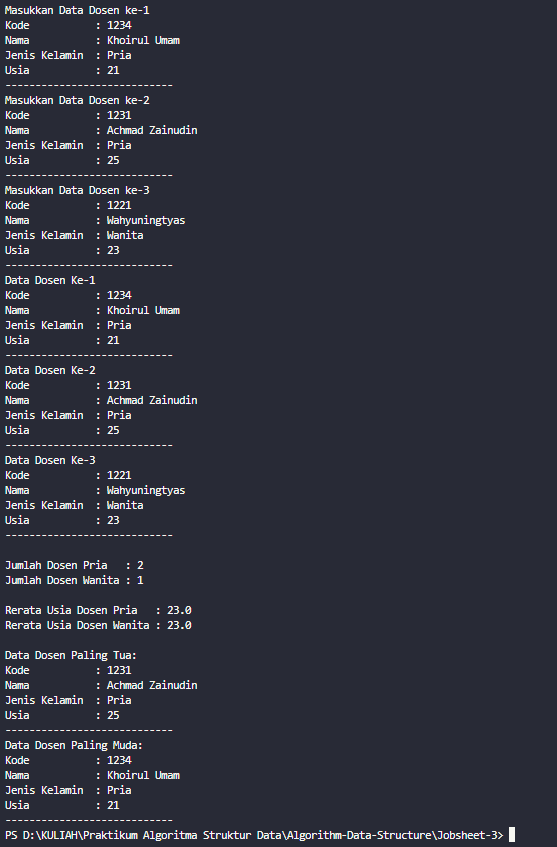 Masukkan Data Dosen ke-1
Kode           : 1234
Nama           : Khoirul Umam
Jenis Kelamin  : Pria
Usia           : 21
----------------------------
Masukkan Data Dosen ke-2
Kode           : 1231
Nama           : Achmad Zainudin
Jenis Kelamin  : Pria
Usia           : 25
----------------------------
Masukkan Data Dosen ke-3
Kode           : 1221
Nama           : Wahyuningtyas
Jenis Kelamin  : Wanita
Usia           : 23
----------------------------
Data Dosen Ke-1
Kode           : 1234
Nama           : Khoirul Umam
Jenis Kelamin  : Pria
Usia           : 21
----------------------------
Data Dosen Ke-2
Kode           : 1231
Nama           : Achmad Zainudin
Jenis Kelamin  : Pria
Usia           : 25
----------------------------
Data Dosen Ke-3
Kode           : 1221
Nama           : Wahyuningtyas
Jenis Kelamin  : Wanita
Usia           : 23
----------------------------

Jumlah Dosen Pria   : 2
Jumlah Dosen Wanita : 1

Rerata Usia Dosen Pria   : 23.0
Rerata Usia Dosen Wanita : 23.0

Data Dosen Paling Tua:
Kode           : 1231
Nama           : Achmad Zainudin
Jenis Kelamin  : Pria
Usia           : 25
----------------------------
Data Dosen Paling Muda:
Kode           : 1234
Nama           : Khoirul Umam
Jenis Kelamin  : Pria
Usia           : 21
----------------------------
PS D:\KULIAH\Praktikum Algoritma Struktur Data\Algorithm-Data-Structure\Jobsheet-3>